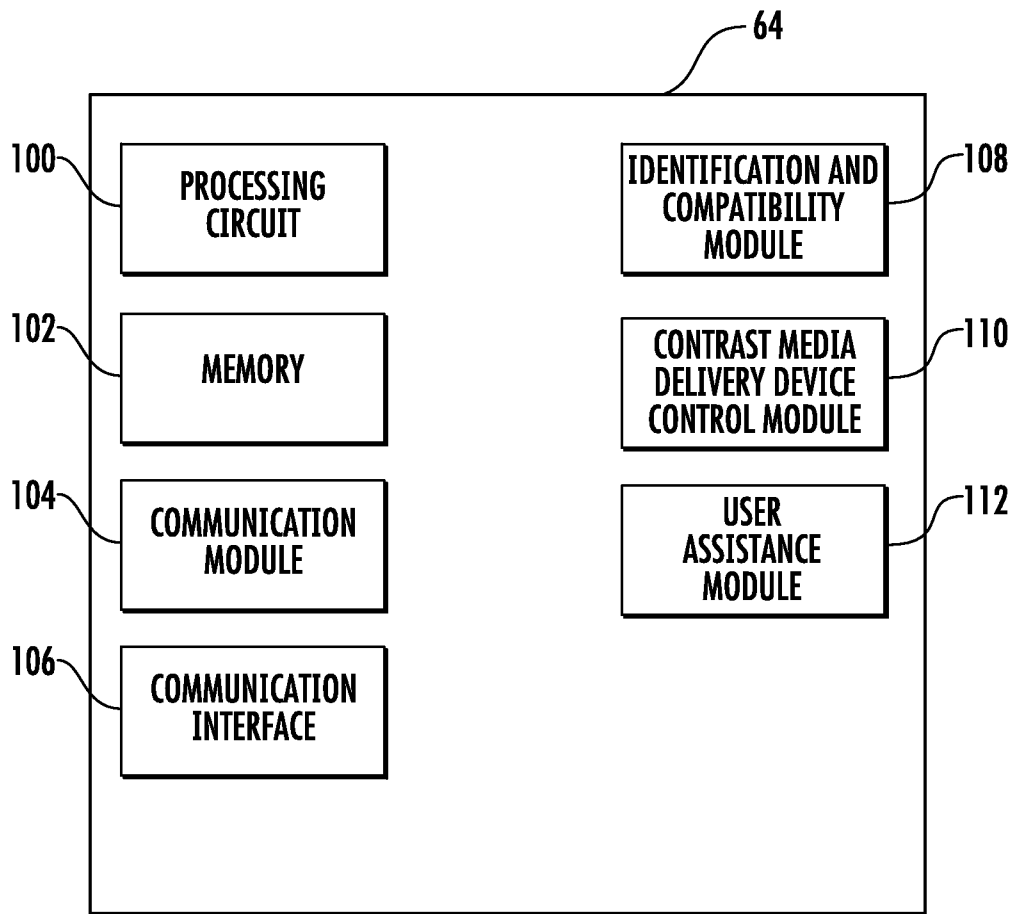 64
100
PROCESSING
CIRCUIT
102
MEMORY
104
COMMUNICATION
MODULE
106
COMMUNICATION
INTERFACE
IDENTIFICATION AND
COMPATIBILITY
MODULE
108
CONTRAST MEDIA
DELIVERY DEVICE
CONTROL MODULE
110
USER
ASSISTANCE
MODULE
112